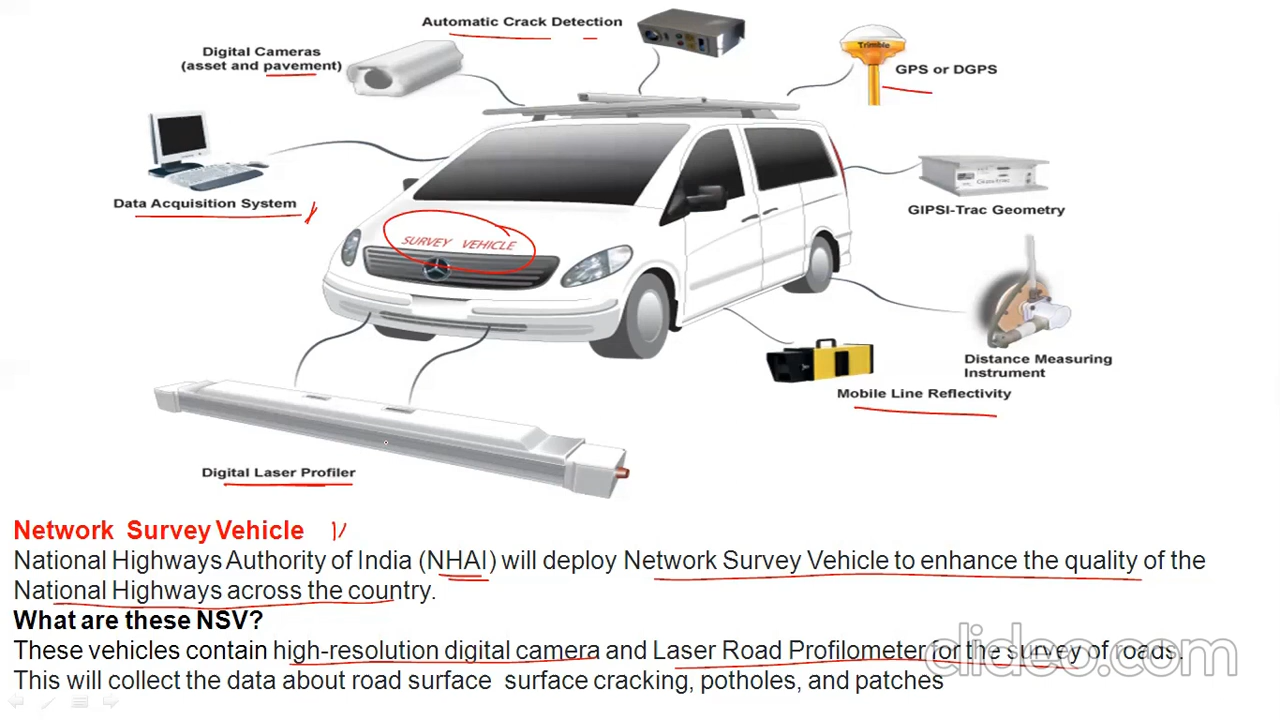 Automatic Crack Detection
Digital Cameras
(asset and pavement)
Trimble
GPS or DGPS
Data Acquisition System
GIPSI-Trac Geometry
SURVEY VEHICLE
Distance Measuring
Instrument
Mobile Line Reflectivity
Digital Laser Profiler
Network Survey Vehicle
National Highways Authority of India (NHAI) will deploy Network Survey Vehicle to enhance the quality of the
National Highways across the country.
What are these NSV?
These vehicles contain high-resolution digital camera and Laser Road Profilometer for the survey of roads.
This will collect the data about road surface surface cracking, potholes, and patches
clideo.com